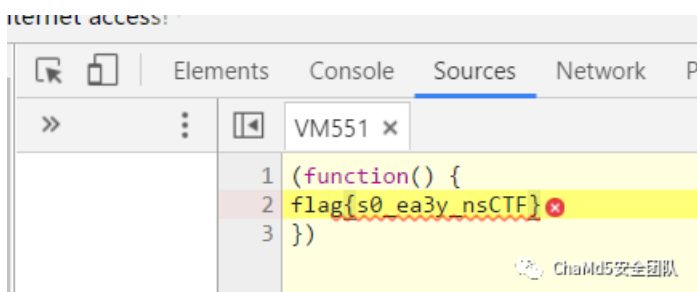 ternet access!
Elements Console Sources Network P
» VM551 ×
1 (function() {
2 flag{s0_ea3y_nsCTF}
3 })
ChaMd5安全团队